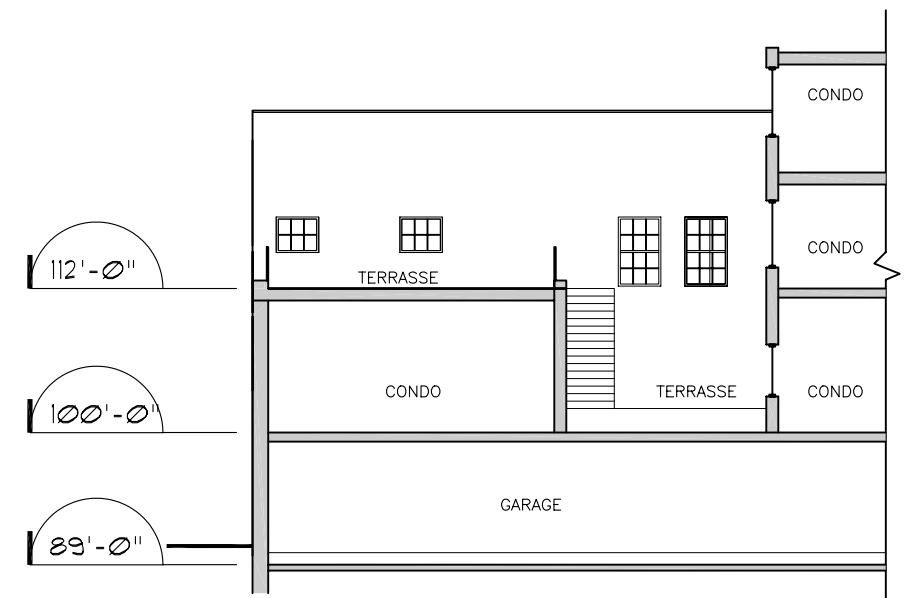 CONDO
CONDO
112'-0"
TERRASSE
100'-0"
CONDO
TERRASSE
CONDO
GARAGE
89'-0"